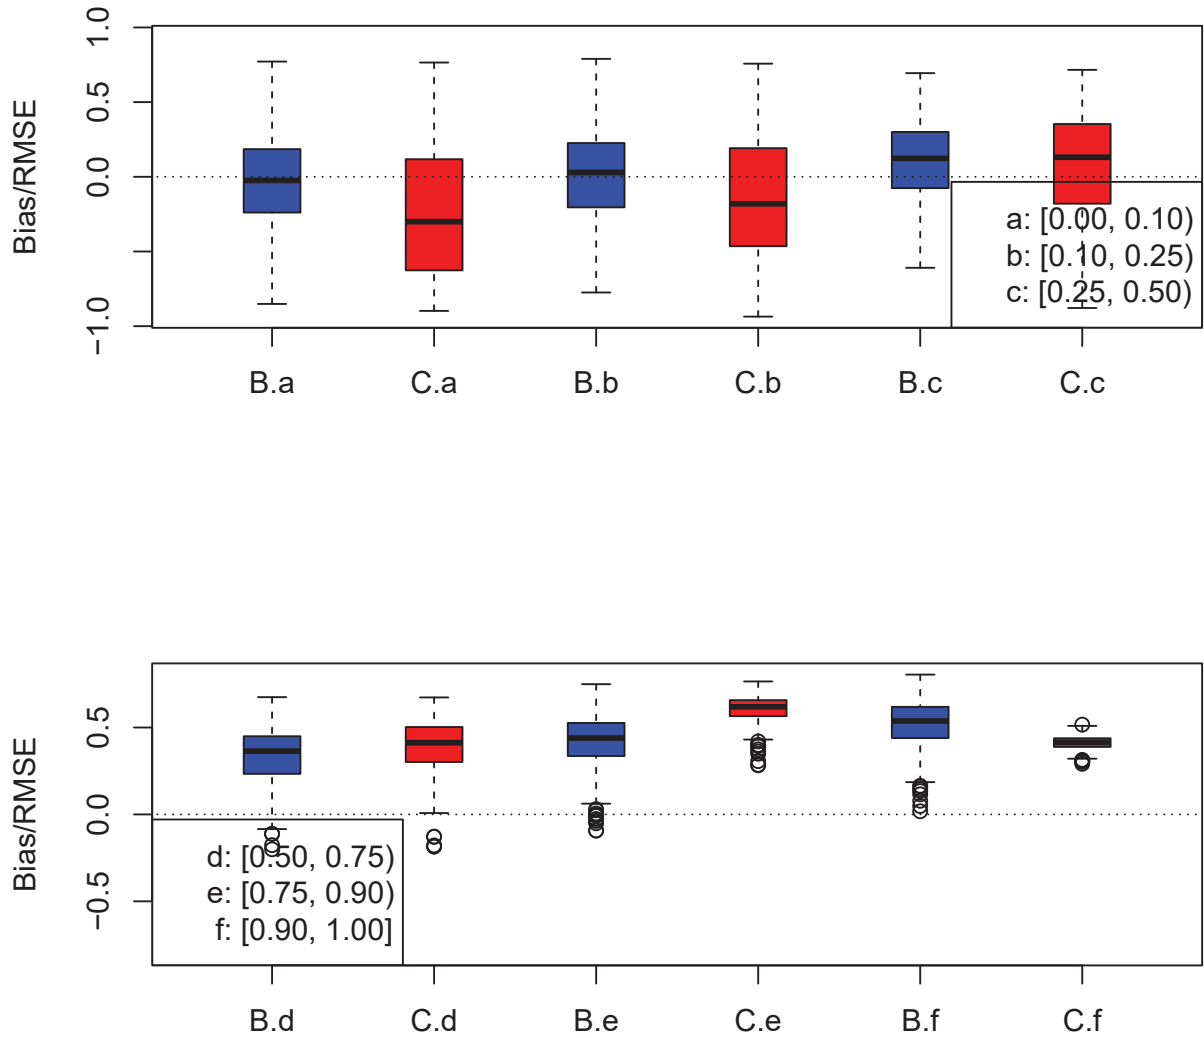 Bias/RMSE
1.0
0.5
0.0
−1.0
a: [0.00, 0.10)
b: [0.10, 0.25)
c: [0.25, 0.50)
B.a C.a B.b C.b B.c C.c
Bias/RMSE
0.5
0.0
−0.5
d: [0.50, 0.75)
e: [0.75, 0.90)
f: [0.90, 1.00]
B.d C.d B.e C.e B.f C.f